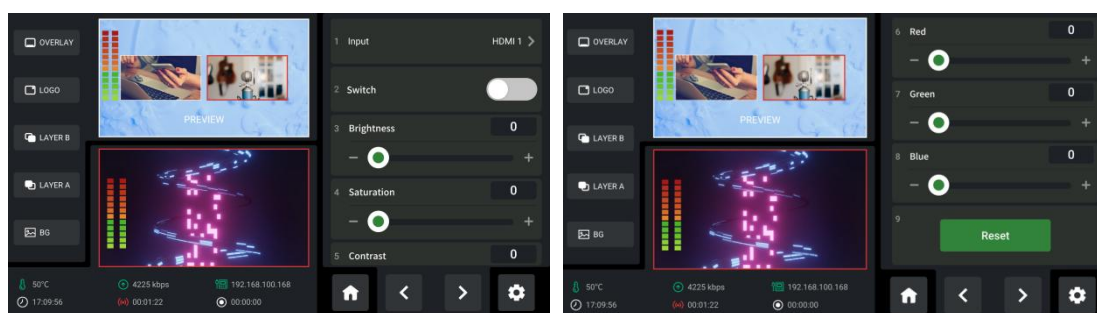 OVERLAY
LOGO
LAYER B
LAYER A
BG
PREVIEW
1 Input HDMI 1
2 Switch
3 Brightness 0
− +
4 Saturation 0
− +
5 Contrast 0
50°C 4225 kbps 192.168.100.168
17:09:56 00:01:22 00:00:00
OVERLAY
LOGO
LAYER B
LAYER A
BG
PREVIEW
6 Red 0
− +
7 Green 0
− +
8 Blue 0
− +
9
Reset
50°C 4225 kbps 192.168.100.168
17:09:56 00:01:22 00:00:00